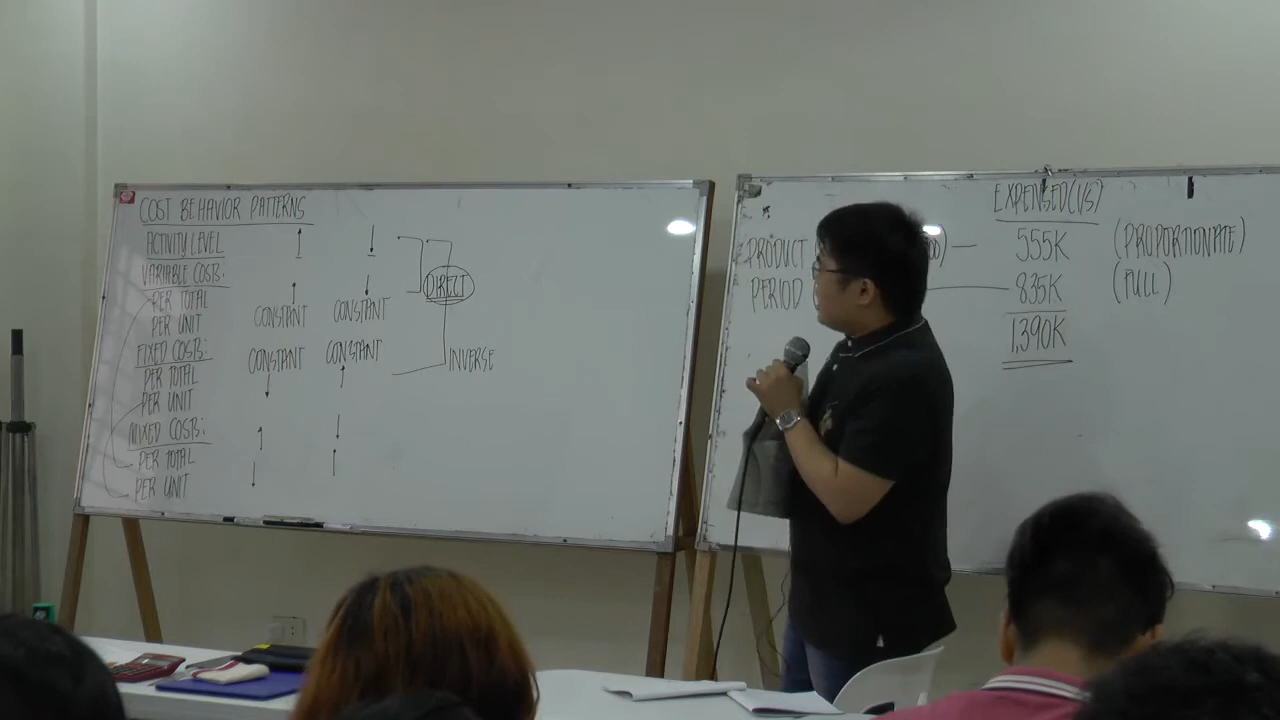 COST BEHAVIOR PATTERNS
ACTIVITY LEVEL ↑ ↓
VARIABLE COSTS:
PER TOTAL ↑ ↓
PER UNIT CONSTANT CONSTANT
FIXED COSTS:
PER TOTAL CONSTANT CONSTANT
PER UNIT ↓ ↑
MIXED COSTS:
PER TOTAL ↑ ↓
PER UNIT ↓ ↑
DIRECT
INVERSE
EXPENSED (I/S)
PRODUCT — 555K (PROPORTIONATE)
PERIOD — 835K (FULL)
1,390K